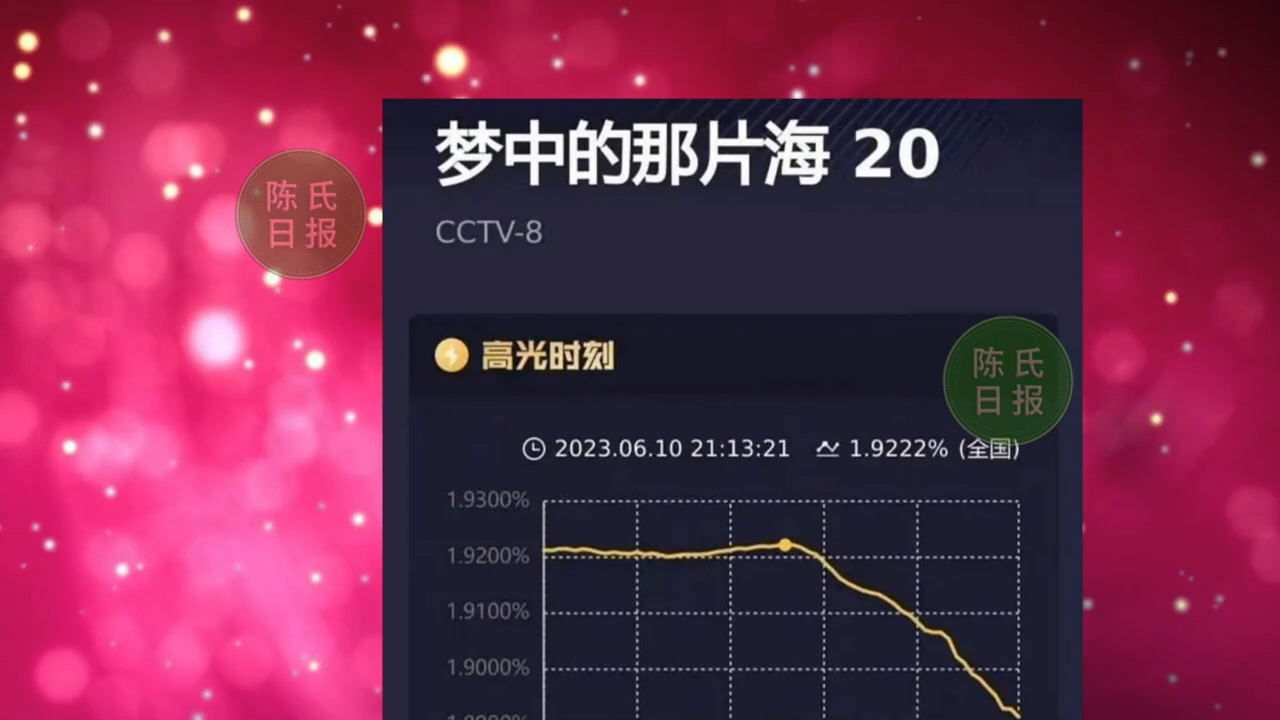 梦中的那片海 20
CCTV-8
陈氏
日报
高光时刻
陈氏
日报
2023.06.10 21:13:21 1.9222% (全国)
1.9300%
1.9200%
1.9100%
1.9000%